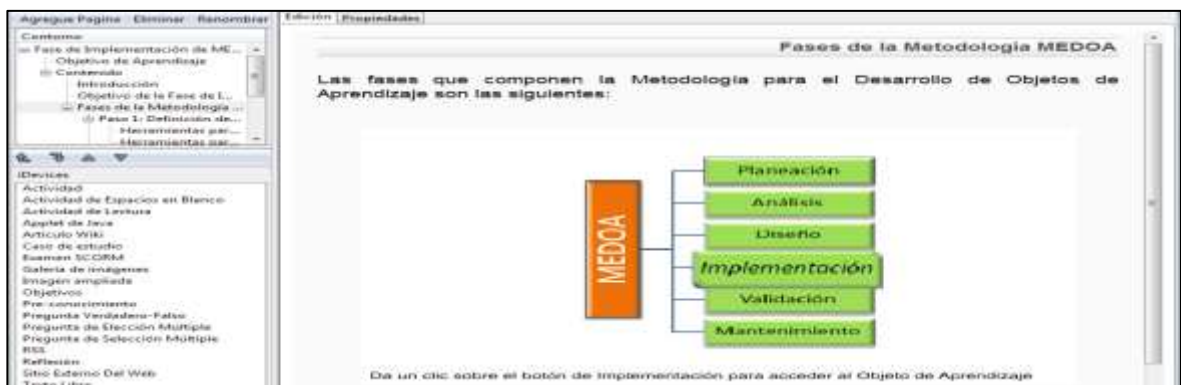 Agregue Pagina Eliminar Renombrar
Contorno
Fase de Implementación de ME...
Objetivo de Aprendizaje
Contenido
Introducción
Objetivo de la Fase de I...
Fases de la Metodología ...
Paso 1: Definición de...
Herramientas par...
Herramientas par...
iDevices
Actividad
Actividad de Espacios en Blanco
Actividad de Lectura
Applet de Java
Articulo Wiki
Caso de estudio
Examen SCORM
Galería de imágenes
Imagen ampliada
Objetivos
Pre-conocimiento
Pregunta Verdadero-Falso
Pregunta de Elección Múltiple
Pregunta de Selección Múltiple
RSS
Reflexión
Sitio Externo Del Web
Texto Libre
Edición Propiedades
Fases de la Metodología MEDOA
Las fases que componen la Metodología para el Desarrollo de Objetos de
Aprendizaje son las siguientes:
MEDOA
Planeación
Análisis
Diseño
Implementación
Validación
Mantenimiento
Da un clic sobre el botón de Implementación para acceder al Objeto de Aprendizaje